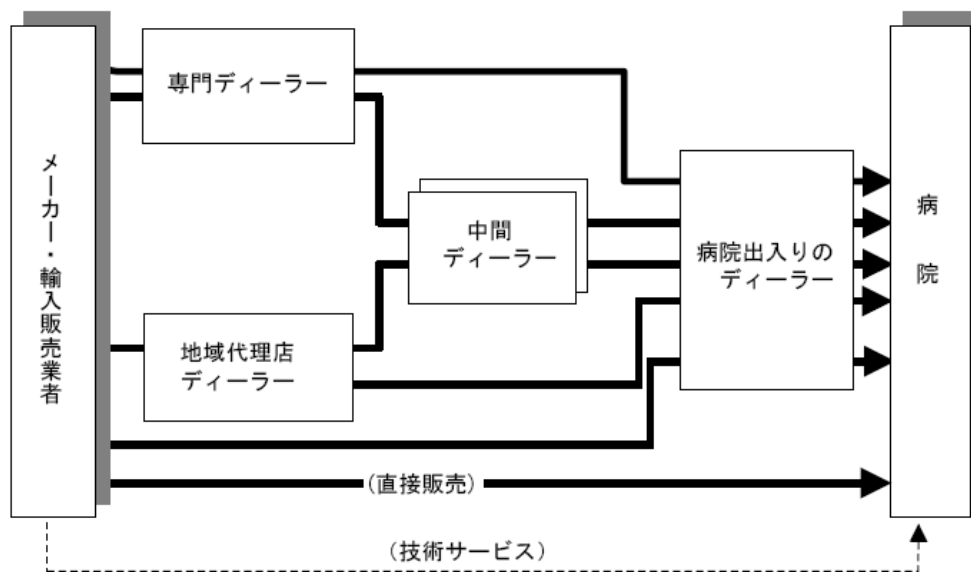 メーカー・輸入販売業者
専門ディーラー
中間
ディーラー
地域代理店
ディーラー
病院出入りの
ディーラー
病院
(直接販売)
(技術サービス)